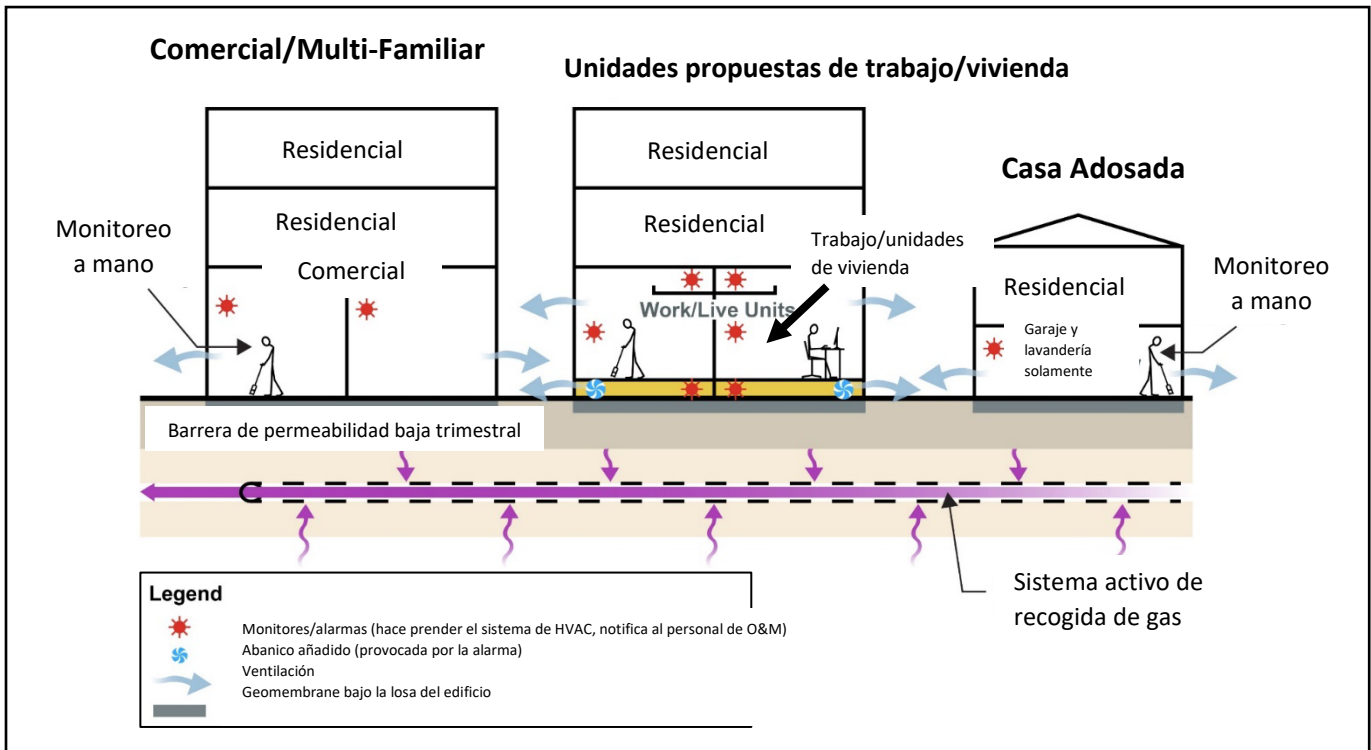 Comercial/Multi-Familiar
Unidades propuestas de trabajo/vivienda
Casa Adosada
Residencial
Residencial
Comercial
Monitoreo
a mano
Residencial
Residencial
Trabajo/unidades
de vivienda
Work/Live Units
Residencial
Garaje y
lavandería
solamente
Monitoreo
a mano
Barrera de permeabilidad baja trimestral
Sistema activo de
recogida de gas
Legend
Monitores/alarmas (hace prender el sistema de HVAC, notifica al personal de O&M)
Abanico añadido (provocada por la alarma)
Ventilación
Geomembrane bajo la losa del edificio